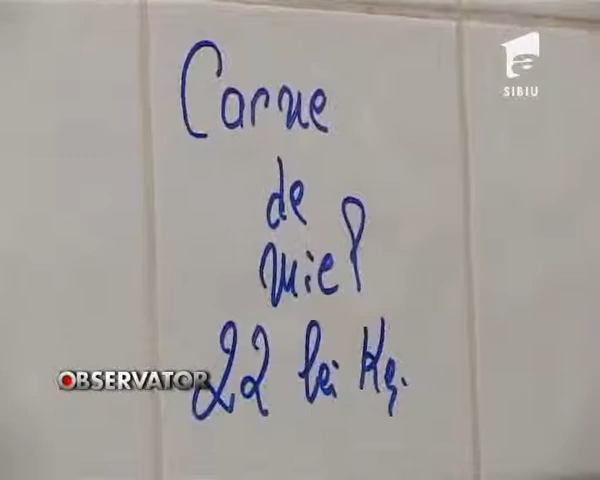 SIBIU
Carne
de
miel
22 lei Kg.
OBSERVATOR